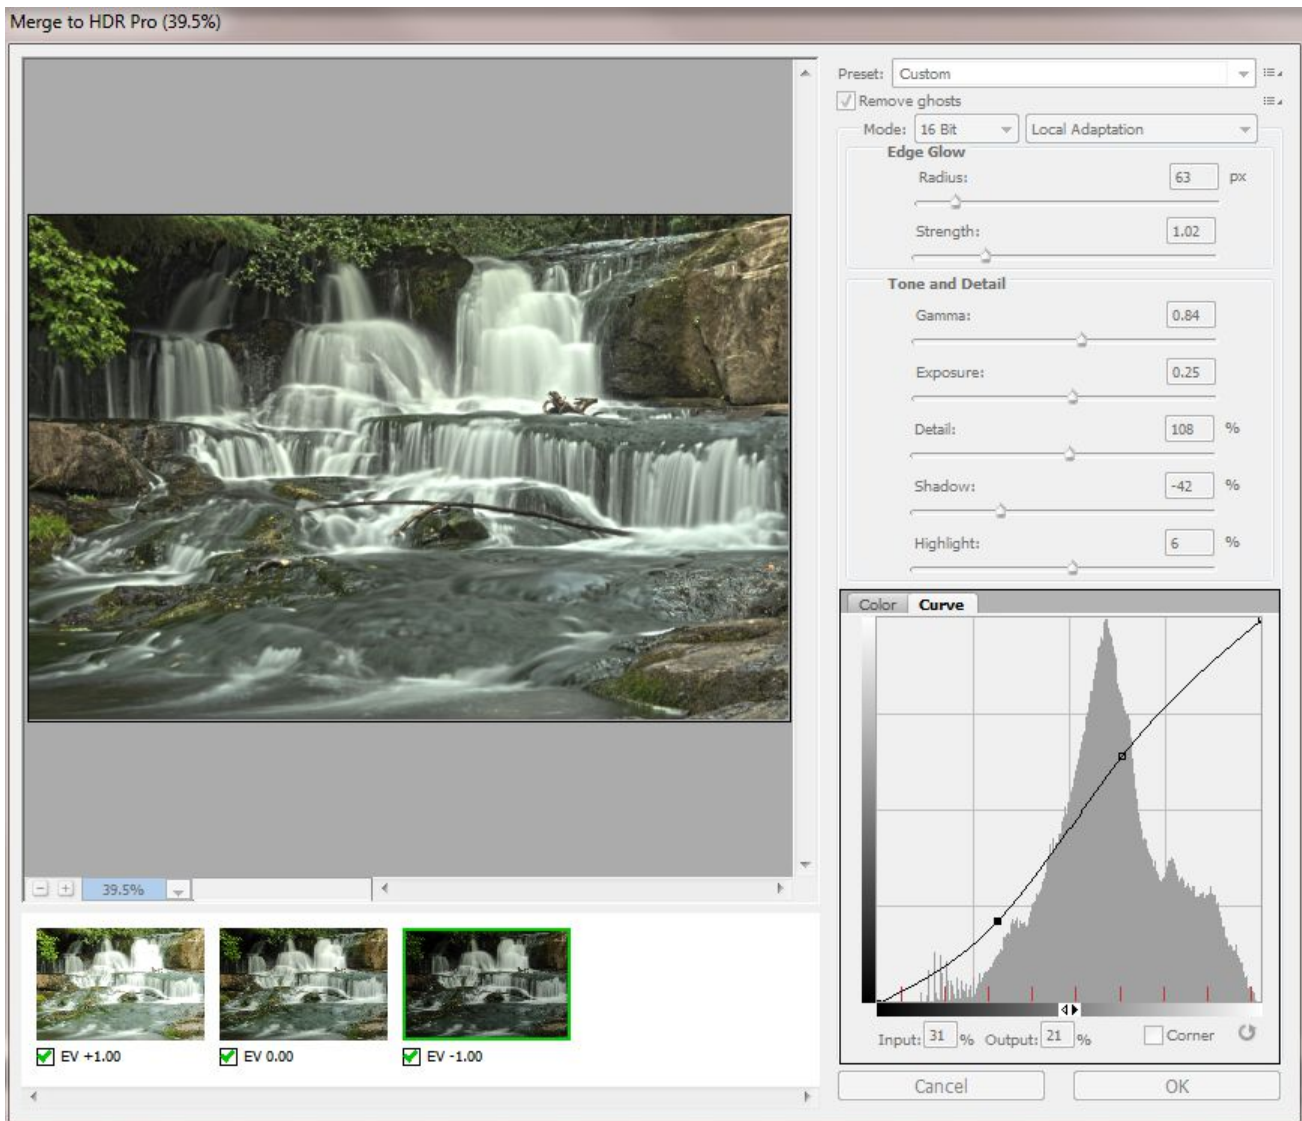 Merge to HDR Pro (39.5%)
Preset: Custom
Remove ghosts
Mode: 16 Bit Local Adaptation
Edge Glow
Radius: 63 px
Strength: 1.02
Tone and Detail
Gamma: 0.84
Exposure: 0.25
Detail: 108 %
Shadow: -42 %
Highlight: 6 %
Color Curve
39.5%
Input: 31 % Output: 21 % Corner
EV +1.00 EV 0.00 EV -1.00
Cancel OK